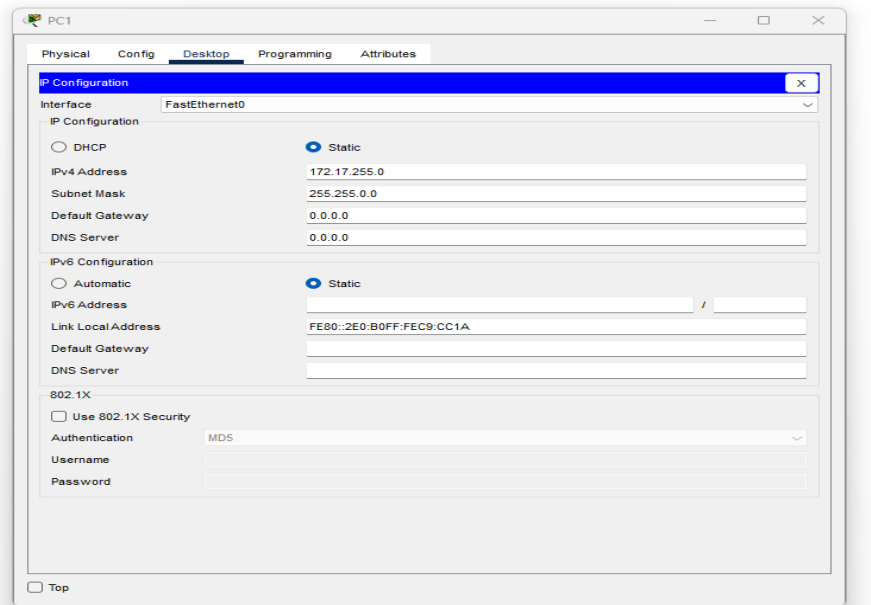 PC1
Physical Config Desktop Programming Attributes
IP Configuration X
Interface FastEthernet0
IP Configuration
DHCP Static
IPv4 Address 172.17.255.0
Subnet Mask 255.255.0.0
Default Gateway 0.0.0.0
DNS Server 0.0.0.0
IPv6 Configuration
Automatic Static
IPv6 Address /
Link Local Address FE80::2E0:B0FF:FEC9:CC1A
Default Gateway
DNS Server
802.1X
Use 802.1X Security
Authentication MD5
Username
Password
Top